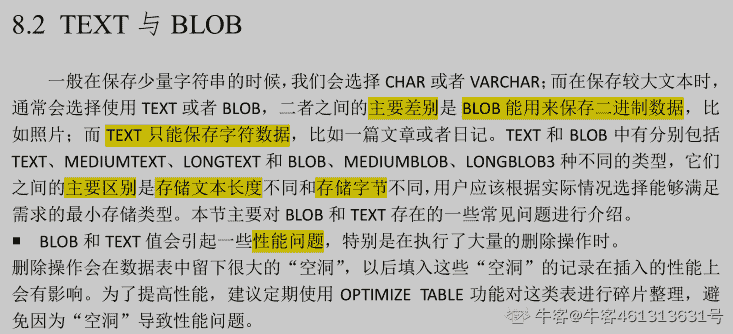 8.2 TEXT 与 BLOB
一般在保存少量字符串的时候，我们会选择 CHAR 或者 VARCHAR；而在保存较大文本时，
通常会选择使用 TEXT 或者 BLOB，二者之间的主要差别是 BLOB 能用来保存二进制数据，比
如照片；而 TEXT 只能保存字符数据，比如一篇文章或者日记。TEXT 和 BLOB 中有分别包括
TEXT、MEDIUMTEXT、LONGTEXT 和 BLOB、MEDIUMBLOB、LONGBLOB3 种不同的类型，它们
之间的主要区别是存储文本长度不同和存储字节不同，用户应该根据实际情况选择能够满足
需求的最小存储类型。本节主要对 BLOB 和 TEXT 存在的一些常见问题进行介绍。
■ BLOB 和 TEXT 值会引起一些性能问题，特别是在执行了大量的删除操作时。
删除操作会在数据表中留下很大的“空洞”，以后填入这些“空洞”的记录在插入的性能上
会有影响。为了提高性能，建议定期使用 OPTIMIZE TABLE 功能对这类表进行碎片整理，避
免因为“空洞”导致性能问题。
牛客@牛客461313631号